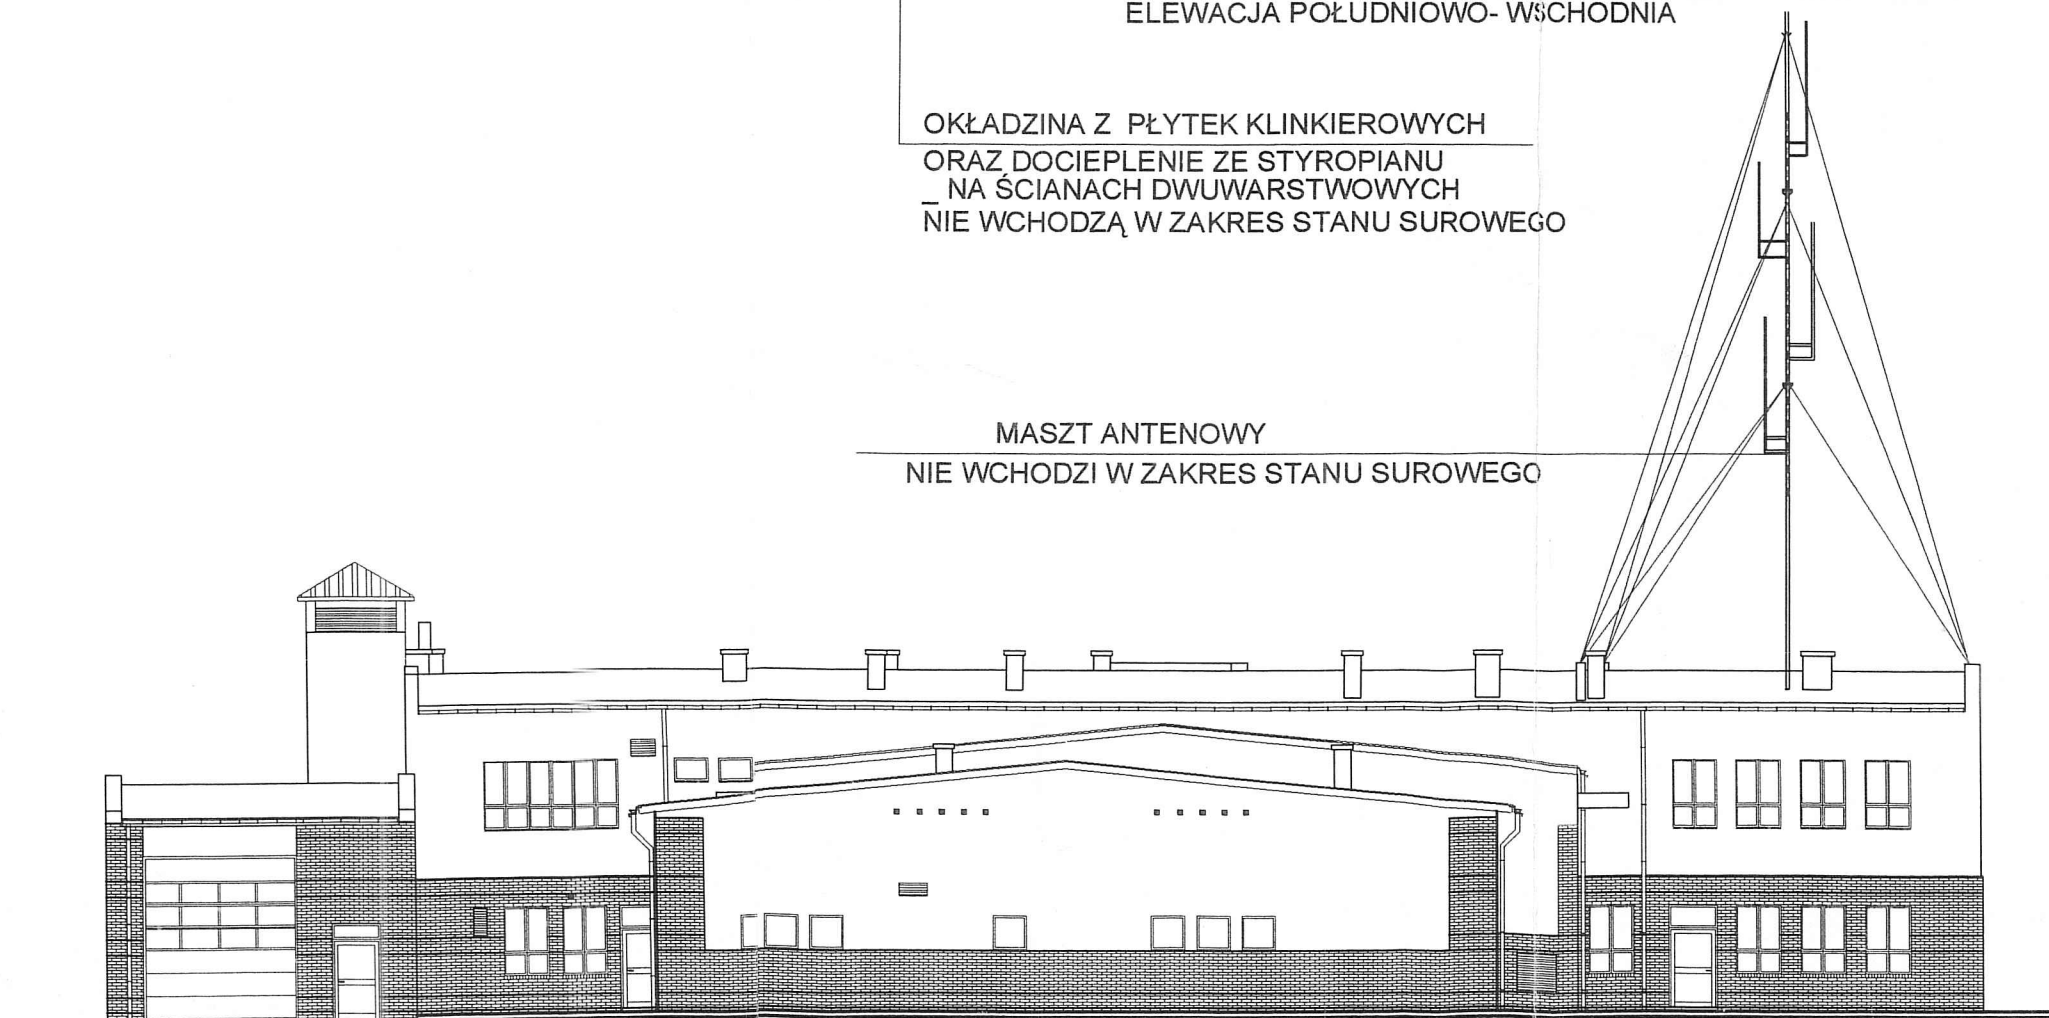 ELEWACJA POŁUDNIOWO- WSCHODNIA
OKŁADZINA Z PŁYTEK KLINKIEROWYCH
ORAZ DOCIEPLENIE ZE STYROPIANU
_ NA ŚCIANACH DWUWARSTWOWYCH
NIE WCHODZĄ W ZAKRES STANU SUROWEGO
MASZT ANTENOWY
NIE WCHODZI W ZAKRES STANU SUROWEGO